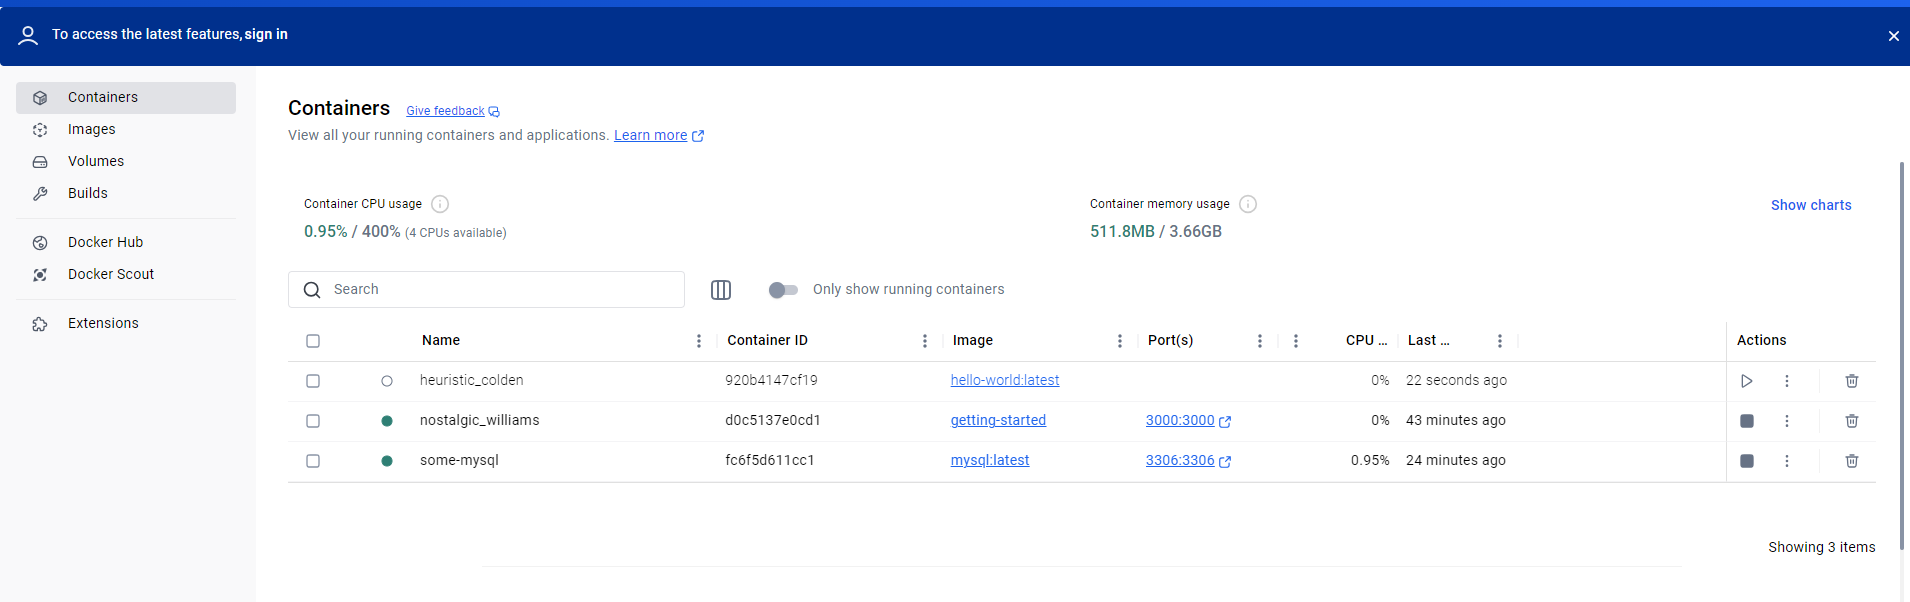 To access the latest features, sign in
Containers
Images
Volumes
Builds
Docker Hub
Docker Scout
Extensions
Containers Give feedback
View all your running containers and applications. Learn more
Container CPU usage
0.95% / 400% (4 CPUs available)
Container memory usage
511.8MB / 3.66GB
Show charts
Search
Only show running containers
Name Container ID Image Port(s) CPU ... Last ... Actions
heuristic_colden 920b4147cf19 hello-world:latest 0% 22 seconds ago
nostalgic_williams d0c5137e0cd1 getting-started 3000:3000 0% 43 minutes ago
some-mysql fc6f5d611cc1 mysql:latest 3306:3306 0.95% 24 minutes ago
Showing 3 items